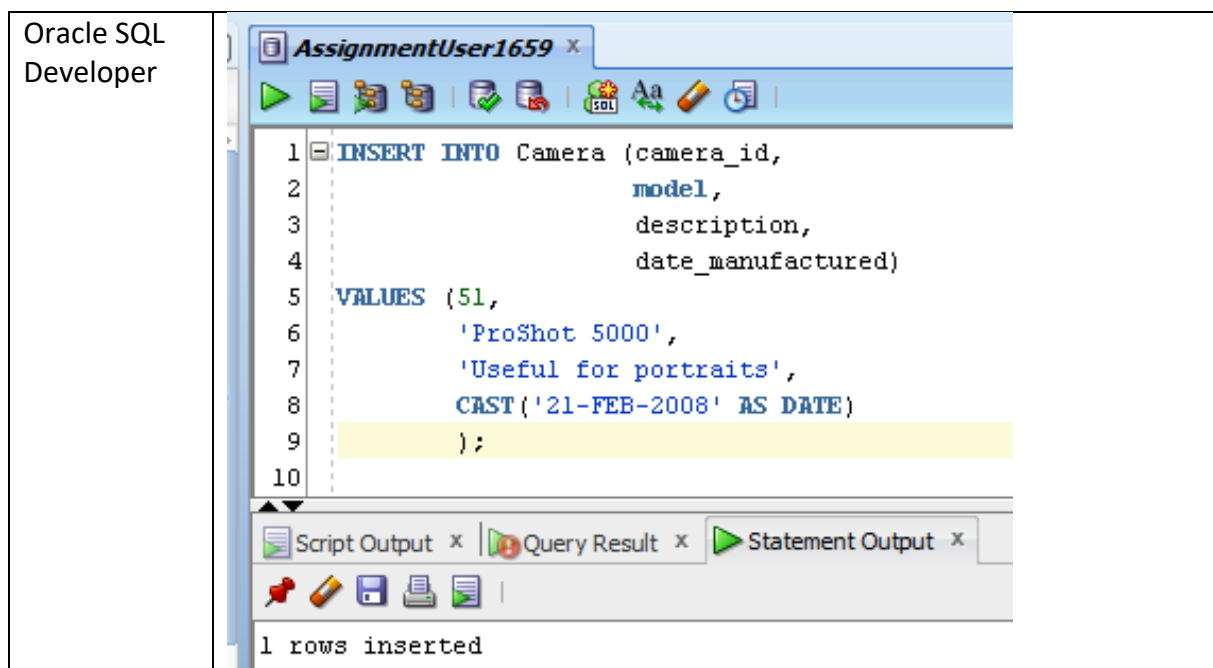 Oracle SQL
Developer
AssignmentUser1659 x
SQL Aa
1 INSERT INTO Camera (camera_id,
2 model,
3 description,
4 date_manufactured)
5 VALUES (51,
6 'ProShot 5000',
7 'Useful for portraits',
8 CAST('21-FEB-2008' AS DATE)
9 );
10
Script Output x Query Result x Statement Output x
1 rows inserted